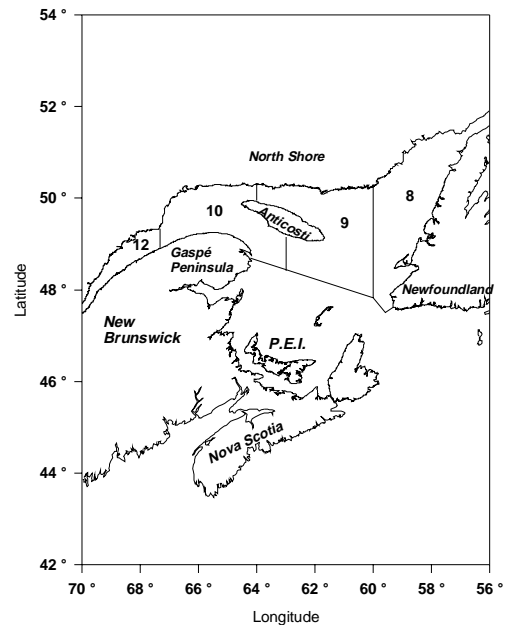 54 °
52 °
North Shore
50 °
10
Anticosti
9
8
12
Gaspé
Peninsula
48 °
Newfoundland
New
Brunswick
P.E.I.
46 °
Nova Scotia
44 °
42 °
70 ° 68 ° 66 ° 64 ° 62 ° 60 ° 58 ° 56 °
Latitude
Longitude